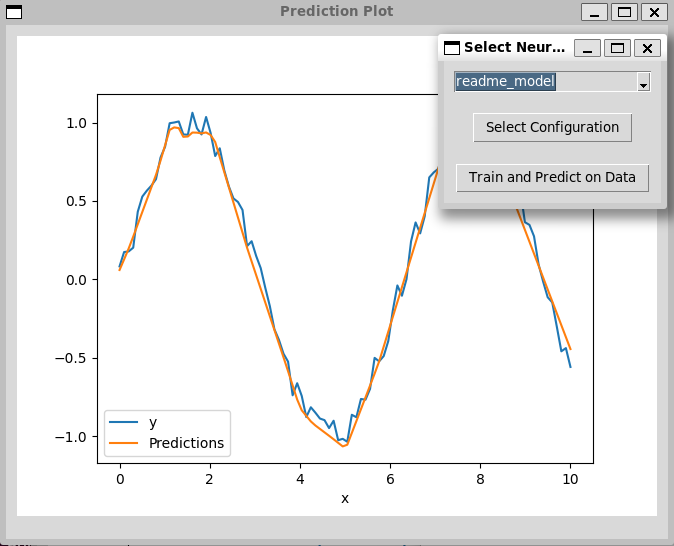 Prediction Plot
Select Neur...
readme_model
Select Configuration
Train and Predict on Data
1.0
0.5
0.0
−0.5
−1.0
y
Predictions
0 2 4 6 8 10
x